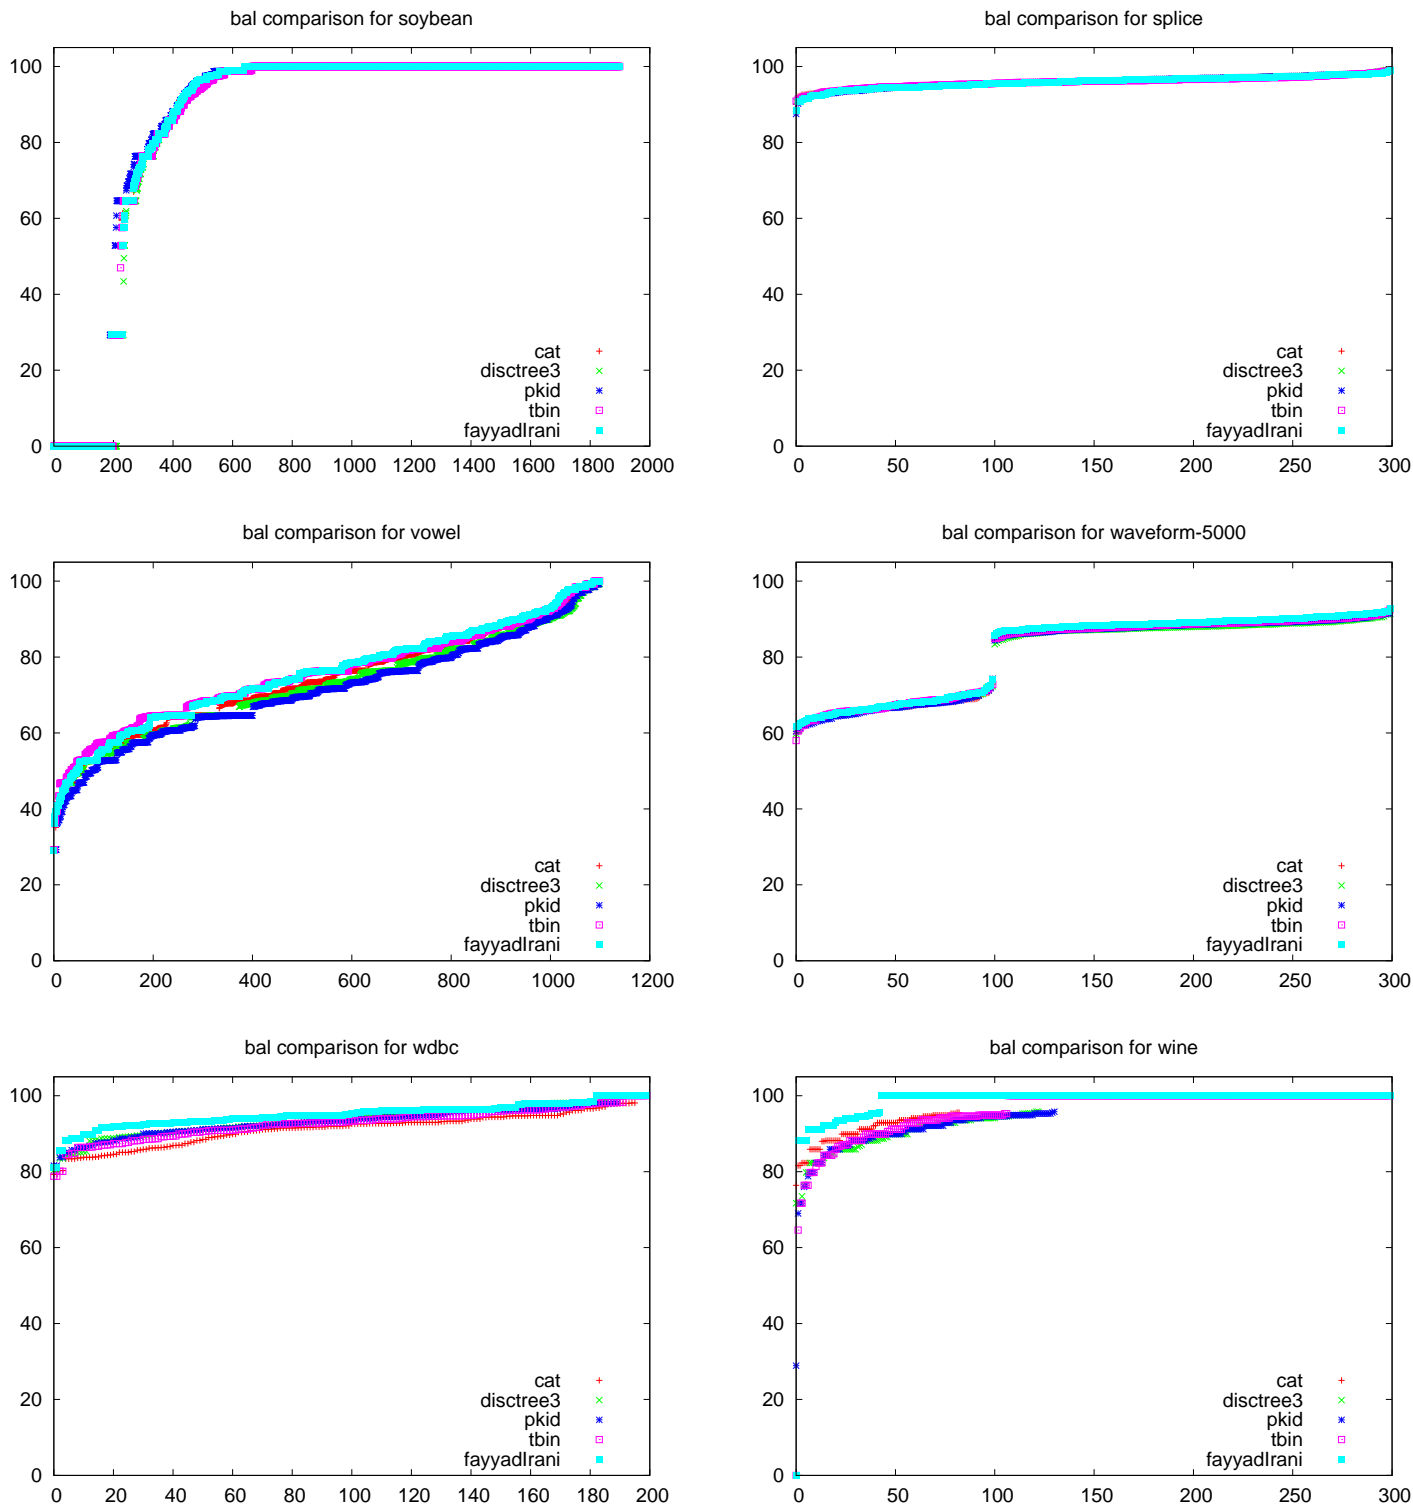 bal comparison for soybean
100
80
60
40
20
0
cat
disctree3
pkid
tbin
fayyadIrani
0 200 400 600 800 1000 1200 1400 1600 1800 2000
bal comparison for splice
100
80
60
40
20
0
cat
disctree3
pkid
tbin
fayyadIrani
0 50 100 150 200 250 300
bal comparison for vowel
100
80
60
40
20
0
cat
disctree3
pkid
tbin
fayyadIrani
0 200 400 600 800 1000 1200
bal comparison for waveform-5000
100
80
60
40
20
0
cat
disctree3
pkid
tbin
fayyadIrani
0 50 100 150 200 250 300
bal comparison for wdbc
100
80
60
40
20
0
cat
disctree3
pkid
tbin
fayyadIrani
0 20 40 60 80 100 120 140 160 180 200
bal comparison for wine
100
80
60
40
20
0
cat
disctree3
pkid
tbin
fayyadIrani
0 50 100 150 200 250 300